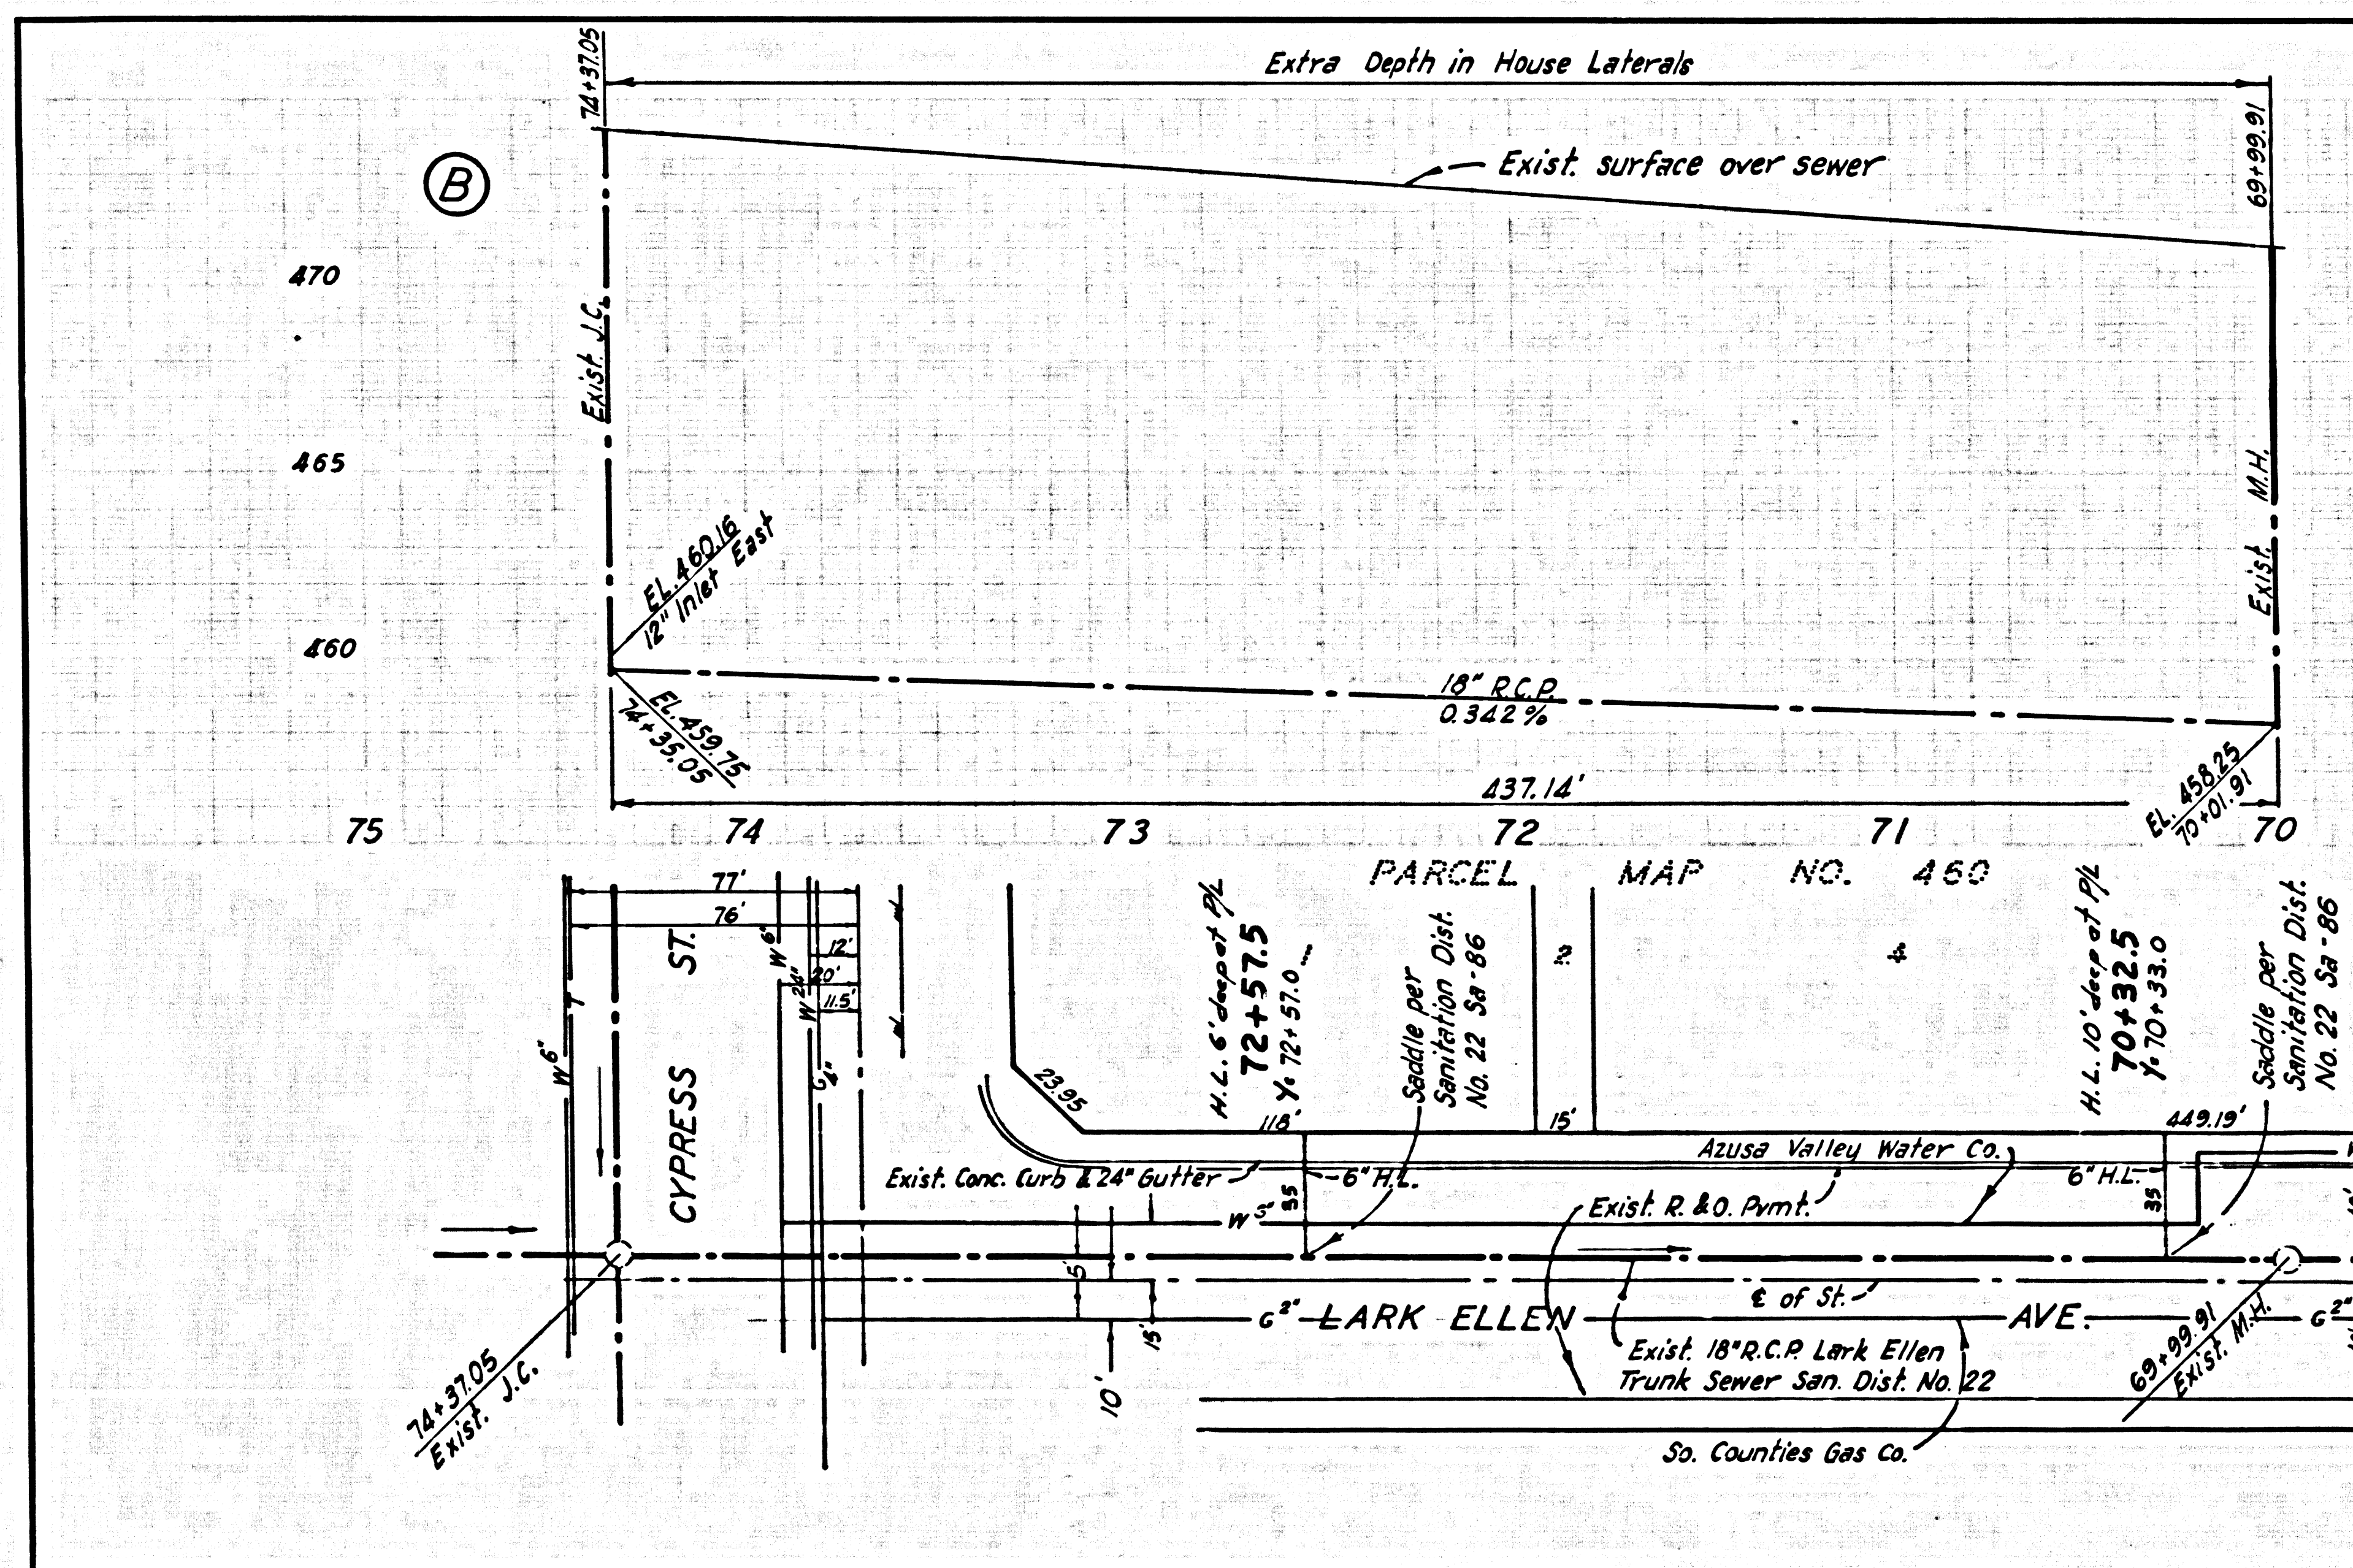 74+37.05
Extra Depth in House Laterals
69+99.91
B
Exist. surface over sewer
470
Exist. J.C.
465
Exist. M.H.
EL. 460.16
12" Inlet East
460
18" R.C.P.
0.342 %
EL. 459.75
74+35.05
437.14'
EL. 458.25
70+01.91
75 74 73 72 71 70
PARCEL MAP NO. 460
77'
76'
12'
20'
11.5'
W 6"
W 24"
G 4"
T
W 6"
CYPRESS ST.
23.95
H.L. 6' deep at P/L
72+57.5
Y. 72+57.0
Saddle per
Sanitation Dist.
No. 22 Sa-86
H.L. 10' deep at P/L
70+32.5
Y. 70+33.0
Saddle per
Sanitation Dist.
No. 22 Sa-86
118'
15'
449.19'
Azusa Valley Water Co.
Exist. Conc. Curb & 24" Gutter
6" H.L.
6" H.L.
35
35
Exist. R. & O. Pvmt.
W
5'
15'
10'
℄ of St.
G 2" LARK ELLEN AVE. G 2"
Exist. 18" R.C.P. Lark Ellen
Trunk Sewer San. Dist. No. 22
74+37.05
Exist. J.C.
69+99.91
Exist. M.H.
So. Counties Gas Co.